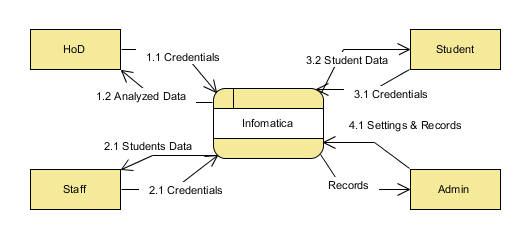 HoD
Student
1.1 Credentials
3.2 Student Data
1.2 Analyzed Data
3.1 Credentials
Infomatica
4.1 Settings & Records
2.1 Students Data
Staff
2.1 Credentials
Records
Admin